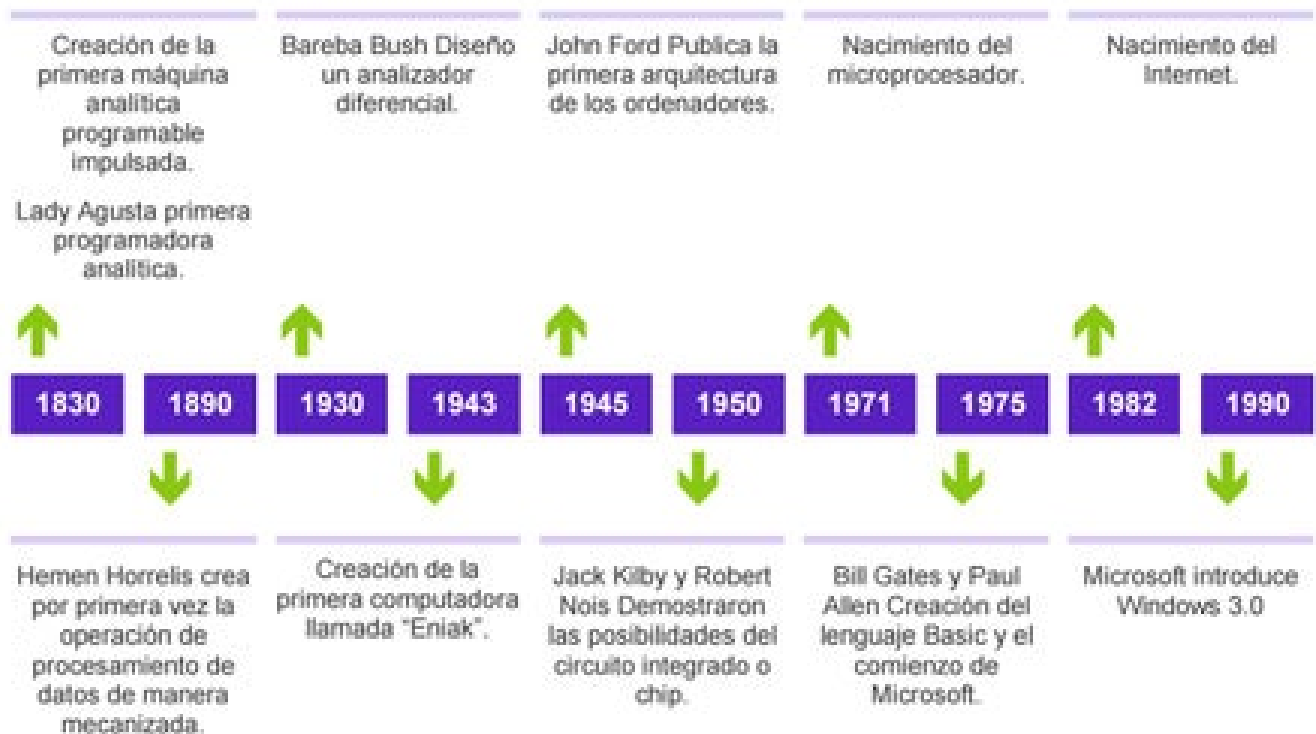 Creación de la
primera máquina
analítica
programable
impulsada.
Lady Agusta primera
programadora
analítica.
Bareba Bush Diseño
un analizador
diferencial.
John Ford Publica la
primera arquitectura
de los ordenadores.
Nacimiento del
microprocesador.
Nacimiento del
Internet.
1830
1890
1930
1943
1945
1950
1971
1975
1982
1990
Hemen Horrelis crea
por primera vez la
operación de
procesamiento de
datos de manera
mecanizada.
Creación de la
primera computadora
llamada “Eniak”.
Jack Kilby y Robert
Nois Demostraron
las posibilidades del
circuito integrado o
chip.
Bill Gates y Paul
Allen Creación del
lenguaje Basic y el
comienzo de
Microsoft.
Microsoft introduce
Windows 3.0